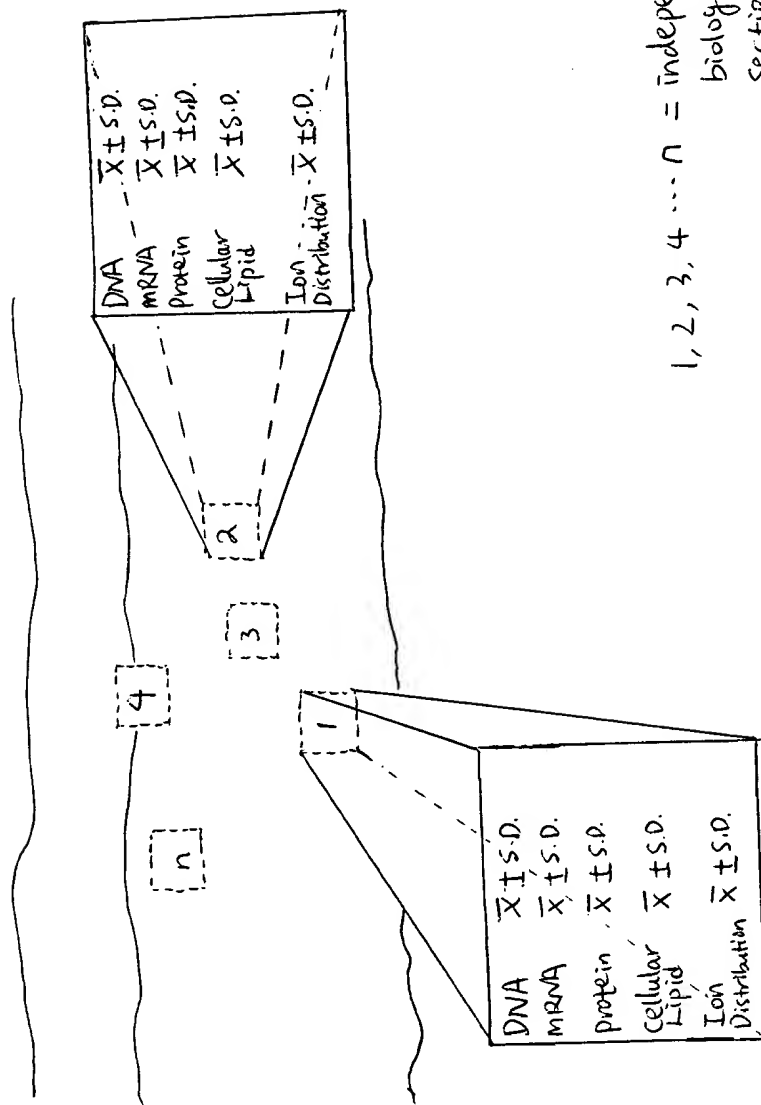 DNA X̄ ± S.D.
mRNA X̄ ± S.D.
Protein X̄ ± S.D.
Cellular
Lipid X̄ ± S.D.
Ion
Distribution X̄ ± S.D.
4
n
3
2
1
DNA X̄ ± S.D.
mRNA X̄ ± S.D.
Protein X̄ ± S.D.
Cellular
Lipid X̄ ± S.D.
Ion
Distribution X̄ ± S.D.
1, 2, 3, 4 ... n = indepe
biolog
sectio